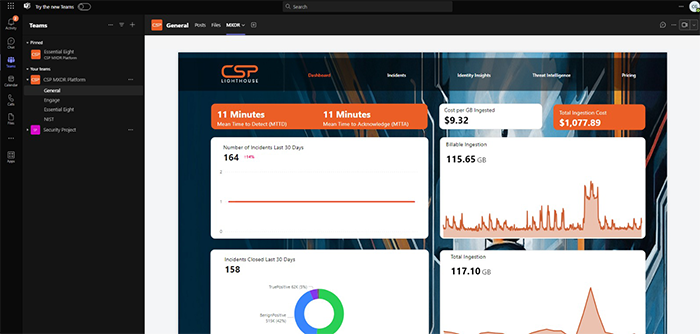 Try the new Teams
Search
Activity
Chat
Teams
Calendar
Calls
Files
Apps
Teams
Pinned
Essential Eight
CSP MXDR Platform
Your teams
CSP
CSP MXDR Platform
General
Engage
Essential Eight
NIST
Security Project
CSP
General
Posts
Files
MXDR
CSP
LIGHTHOUSE
Dashboard
Incidents
Identity Insights
Threat Intelligence
Pricing
11 Minutes
Mean Time to Detect (MTTD)
11 Minutes
Mean Time to Acknowledge (MTTA)
Cost per GB Ingested
$9.32
Total Ingestion Cost
$1,077.89
Number of Incidents Last 30 Days
164
2
1
0
Billable Ingestion
115.65 GB
Incidents Closed Last 30 Days
158
TruePositive
BenignPositive
Total Ingestion
117.10 GB